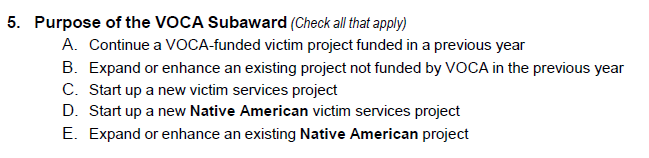 5. Purpose of the VOCA Subaward (Check all that apply)
A. Continue a VOCA-funded victim project funded in a previous year
B. Expand or enhance an existing project not funded by VOCA in the previous year
C. Start up a new victim services project
D. Start up a new Native American victim services project
E. Expand or enhance an existing Native American project